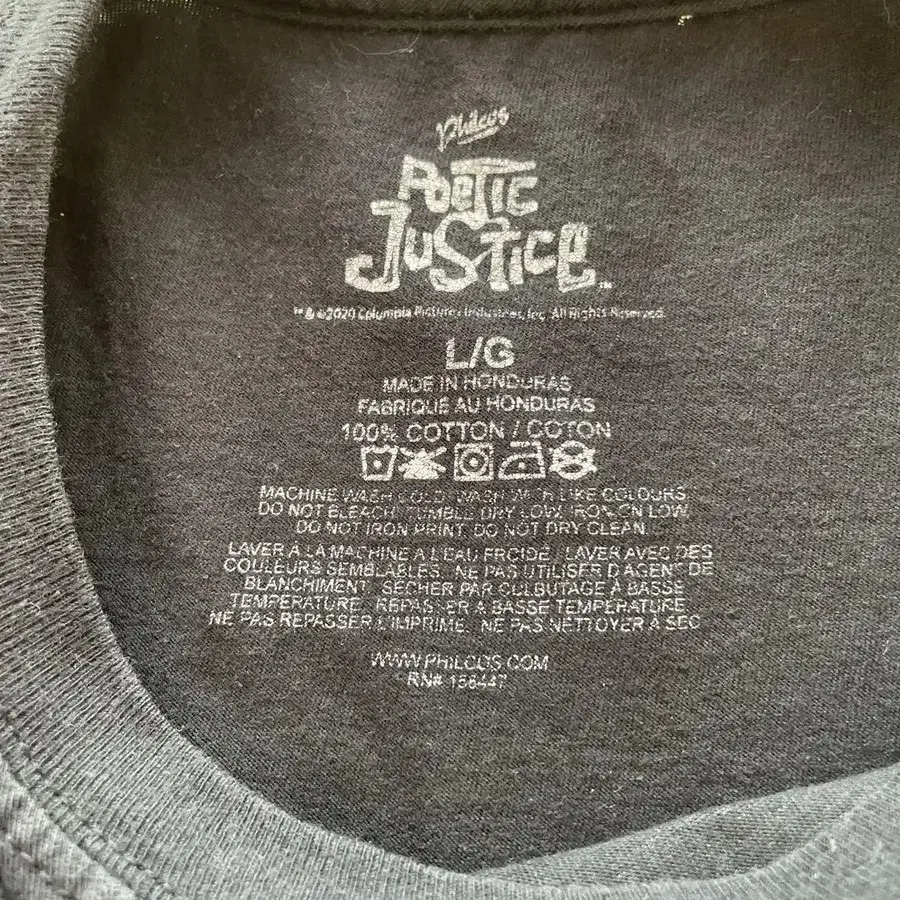 Philcos
POETIC
JUSTICE™
™ & ©2020 Columbia Pictures Industries, Inc. All Rights Reserved.
L/G
MADE IN HONDURAS
FABRIQUÉ AU HONDURAS
100% COTTON / COTON
MACHINE WASH COLD. WASH WITH LIKE COLOURS.
DO NOT BLEACH. TUMBLE DRY LOW. IRON ON LOW.
DO NOT IRON PRINT. DO NOT DRY CLEAN.
LAVER À LA MACHINE À L'EAU FROIDE. LAVER AVEC DES
COULEURS SEMBLABLES. NE PAS UTILISER D'AGENT DE
BLANCHIMENT. SÉCHER PAR CULBUTAGE À BASSE
TEMPÉRATURE. REPASSER À BASSE TEMPÉRATURE.
NE PAS REPASSER L'IMPRIMÉ. NE PAS NETTOYER À SEC
WWW.PHILCOS.COM
RN# 156447